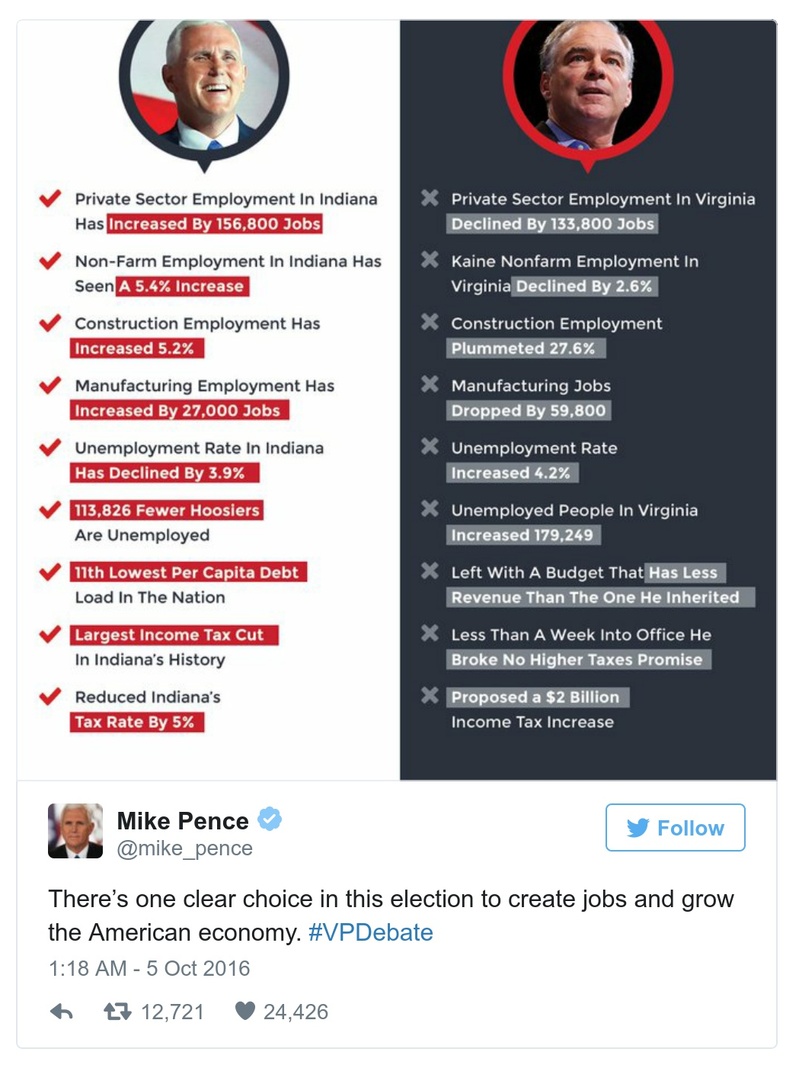 Private Sector Employment In Indiana
Has Increased By 156,800 Jobs
Non-Farm Employment In Indiana Has
Seen A 5.4% Increase
Construction Employment Has
Increased 5.2%
Manufacturing Employment Has
Increased By 27,000 Jobs
Unemployment Rate In Indiana
Has Declined By 3.9%
113,826 Fewer Hoosiers
Are Unemployed
11th Lowest Per Capita Debt
Load In The Nation
Largest Income Tax Cut
In Indiana's History
Reduced Indiana's
Tax Rate By 5%
Private Sector Employment In Virginia
Declined By 133,800 Jobs
Kaine Nonfarm Employment In
Virginia Declined By 2.6%
Construction Employment
Plummeted 27.6%
Manufacturing Jobs
Dropped By 59,800
Unemployment Rate
Increased 4.2%
Unemployed People In Virginia
Increased 179,249
Left With A Budget That Has Less
Revenue Than The One He Inherited
Less Than A Week Into Office He
Broke No Higher Taxes Promise
Proposed a $2 Billion
Income Tax Increase
Mike Pence
@mike_pence
Follow
There's one clear choice in this election to create jobs and grow
the American economy. #VPDebate
1:18 AM - 5 Oct 2016
12,721 24,426